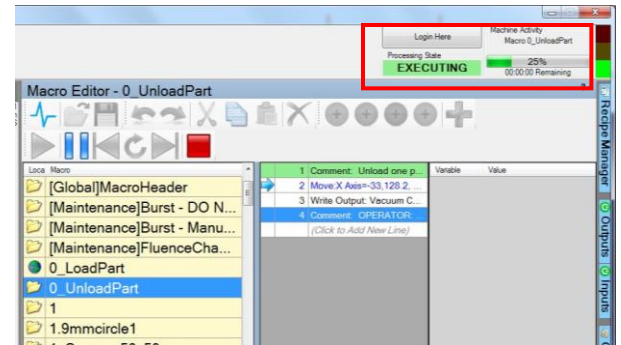 Login Here
Machine Activity
Macro 0_UnloadPart
Processing State
EXECUTING
25%
00:00:00 Remaining
Macro Editor - 0_UnloadPart
Loca Macro
[Global]MacroHeader
[Maintenance]Burst - DO N...
[Maintenance]Burst - Manu...
[Maintenance]FluenceCha...
0_LoadPart
0_UnloadPart
1
1.9mmcircle1
1 Comment: Unload one p...
2 Move:X Axis=-33,128.2, ...
3 Write Output: Vacuum C...
4 Comment: OPERATOR: ...
(Click to Add New Line)
Variable Value
Recipe Manager
Outputs
Inputs